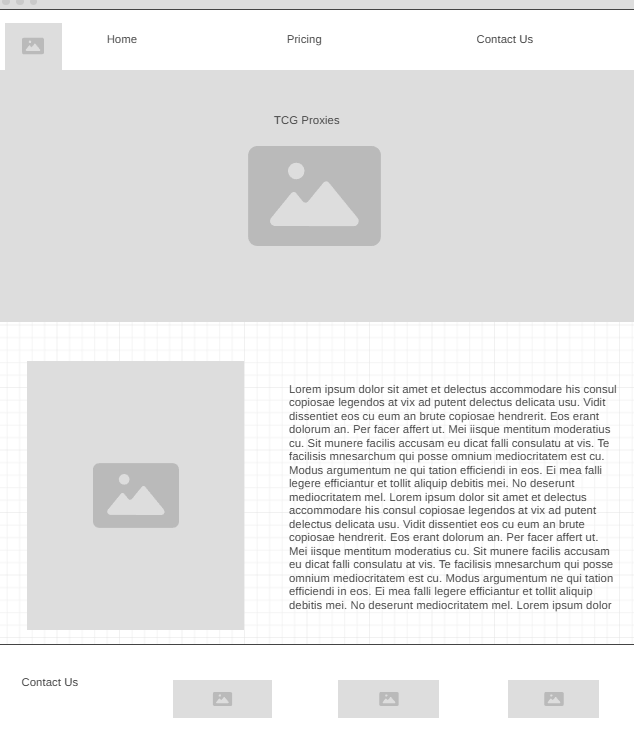 Home
Pricing
Contact Us
TCG Proxies
Lorem ipsum dolor sit amet et delectus accommodare his consul
copiosae legendos at vix ad putent delectus delicata usu. Vidit
dissentiet eos cu eum an brute copiosae hendrerit. Eos erant
dolorum an. Per facer affert ut. Mei iisque mentitum moderatius
cu. Sit munere facilis accusam eu dicat falli consulatu at vis. Te
facilisis mnesarchum qui posse omnium mediocritatem est cu.
Modus argumentum ne qui tation efficiendi in eos. Ei mea falli
legere efficiantur et tollit aliquip debitis mei. No deserunt
mediocritatem mel. Lorem ipsum dolor sit amet et delectus
accommodare his consul copiosae legendos at vix ad putent
delectus delicata usu. Vidit dissentiet eos cu eum an brute
copiosae hendrerit. Eos erant dolorum an. Per facer affert ut.
Mei iisque mentitum moderatius cu. Sit munere facilis accusam
eu dicat falli consulatu at vis. Te facilisis mnesarchum qui posse
omnium mediocritatem est cu. Modus argumentum ne qui tation
efficiendi in eos. Ei mea falli legere efficiantur et tollit aliquip
debitis mei. No deserunt mediocritatem mel. Lorem ipsum dolor
Contact Us